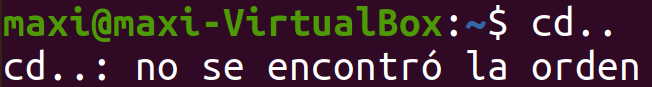 maxi@maxi-VirtualBox:~$ cd..
cd..: no se encontró la orden